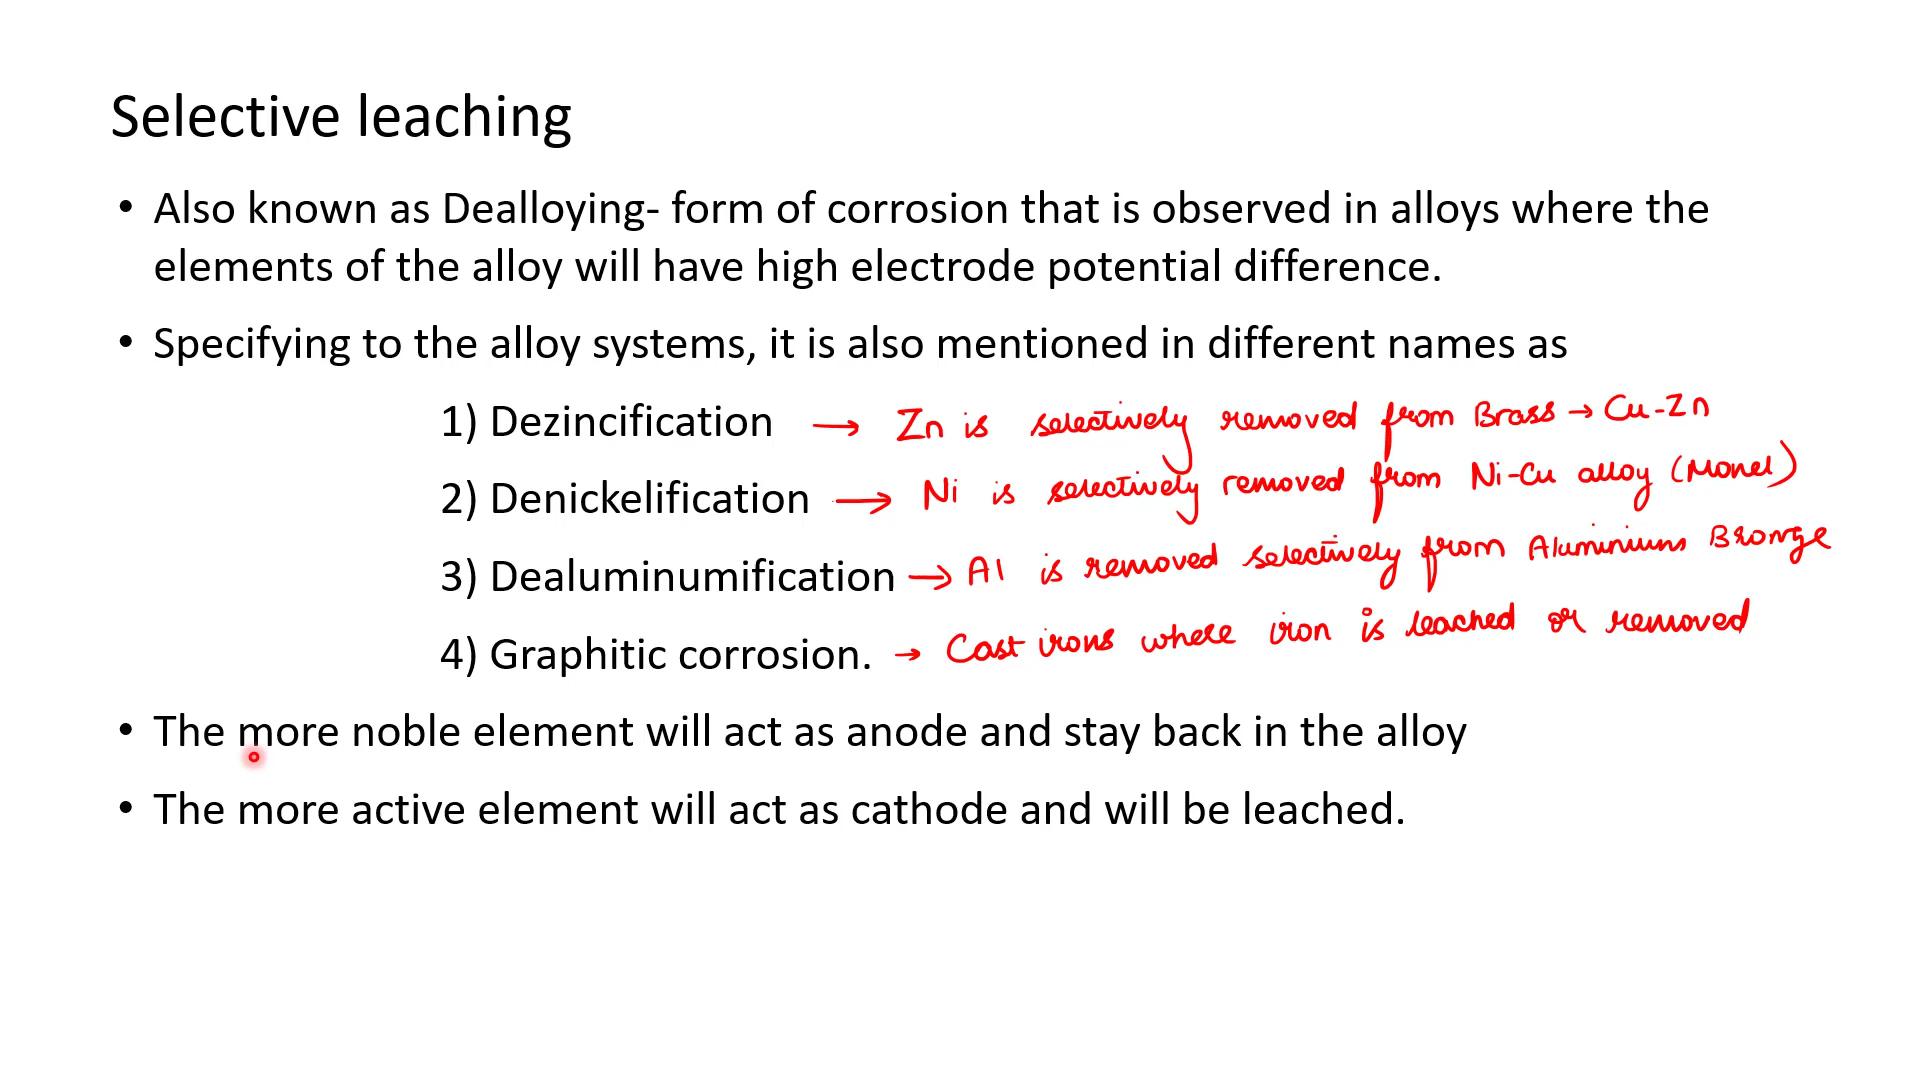 Selective leaching
• Also known as Dealloying- form of corrosion that is observed in alloys where the
elements of the alloy will have high electrode potential difference.
• Specifying to the alloy systems, it is also mentioned in different names as
1) Dezincification → Zn is selectively removed from Brass → Cu-Zn
2) Denickelification → Ni is selectively removed from Ni-Cu alloy (Monel)
3) Dealuminumification → Al is removed selectively from Aluminium Bronze
4) Graphitic corrosion. → Cast irons where iron is leached or removed
• The more noble element will act as anode and stay back in the alloy
• The more active element will act as cathode and will be leached.